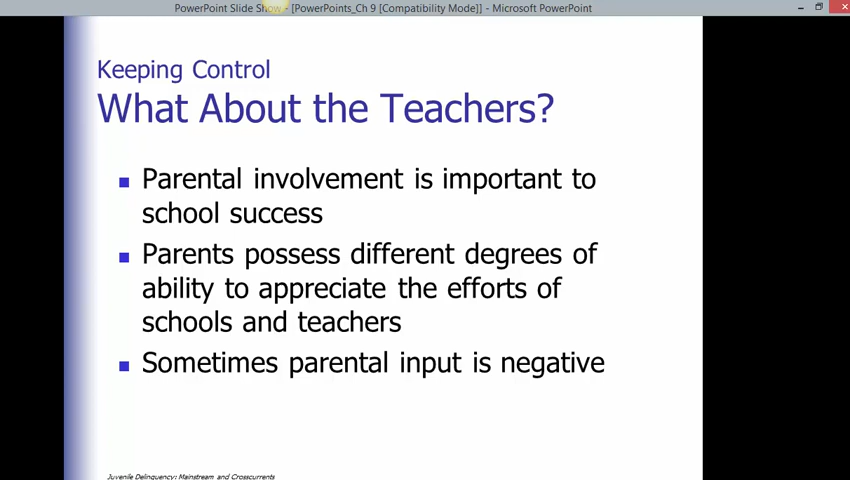 PowerPoint Slide Show - [PowerPoints_Ch 9 [Compatibility Mode]] - Microsoft PowerPoint
Keeping Control
What About the Teachers?
Parental involvement is important to
school success
Parents possess different degrees of
ability to appreciate the efforts of
schools and teachers
Sometimes parental input is negative
Juvenile Delinquency: Mainstream and Crosscurrents